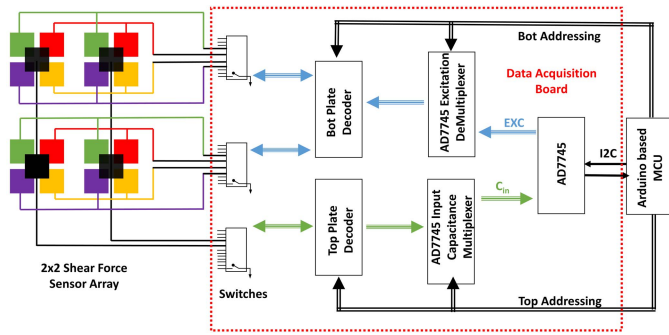 Bot Addressing
Data Acquisition
Board
Bot Plate
Decoder
AD7745 Excitation
DeMultiplexer
EXC
AD7745
I2C
Arduino based
MCU
Top Plate
Decoder
AD7745 Input
Capacitance
Multiplexer
Cin
2x2 Shear Force
Sensor Array
Switches
Top Addressing